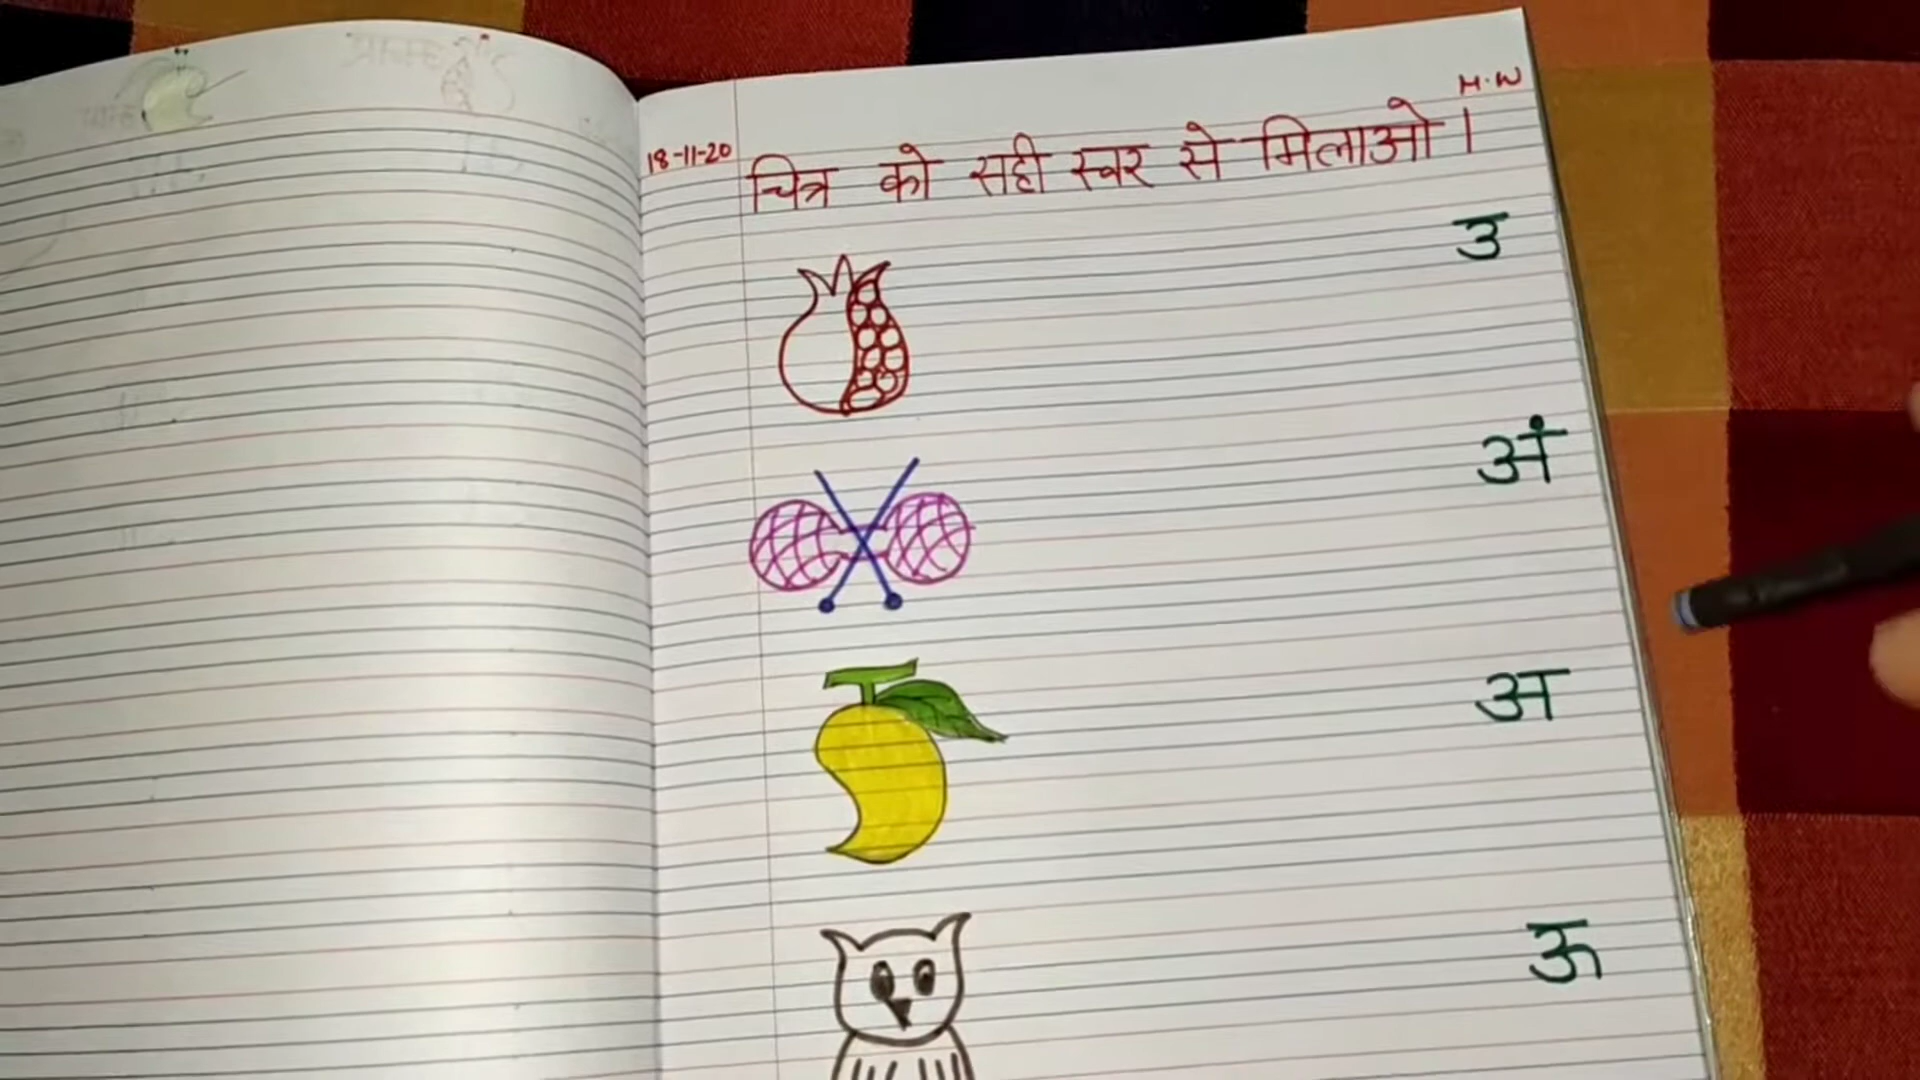 H.W
18-11-20 चित्र को सही स्वर से मिलाओ।
उ
अं
अ
ऊ